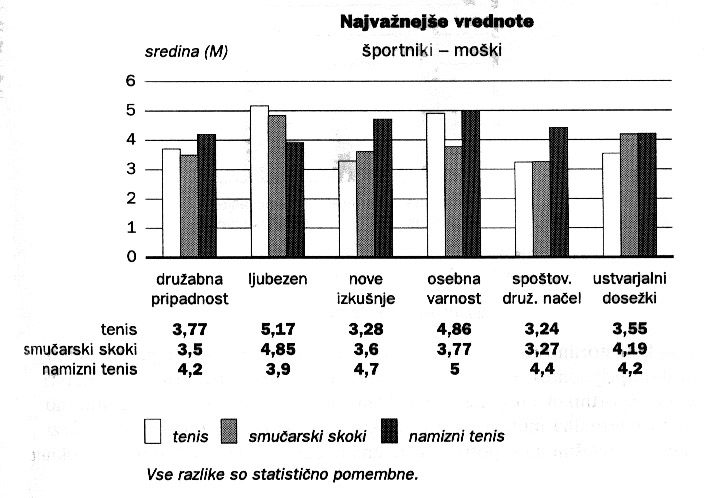 Najvažnejše vrednote
sredina (M) športniki – moški
6
5
4
3
2
1
0
družabna pripadnost ljubezen nove izkušnje osebna varnost spoštov. druž. načel ustvarjalni dosežki
tenis 3,77 5,17 3,28 4,86 3,24 3,55
smučarski skoki 3,5 4,85 3,6 3,77 3,27 4,19
namizni tenis 4,2 3,9 4,7 5 4,4 4,2
tenis smučarski skoki namizni tenis
Vse razlike so statistično pomembne.